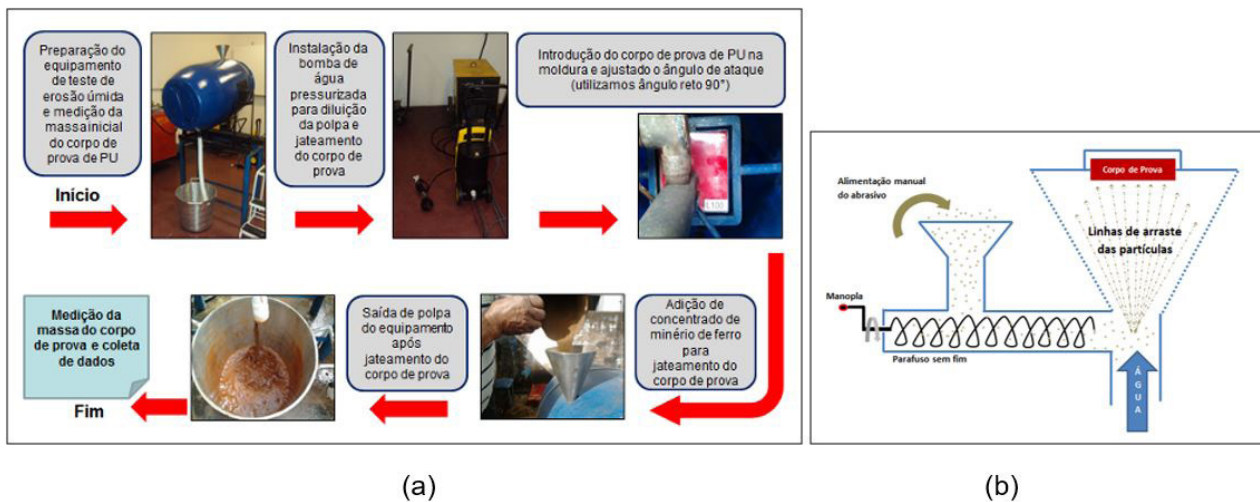 Preparação do
equipamento
de teste de
erosão úmida
e medição da
massa inicial
do corpo de
prova de PU
Início
Instalação da
bomba de
água
pressurizada
para diluição
da polpa e
jateamento do
corpo de
prova
Introdução do corpo de prova de PU na
moldura e ajustado o ângulo de ataque
(utilizamos ângulo reto 90°)
L100
Adição de
concentrado de
minério de ferro
para
jateamento do
corpo de prova
Saída de polpa
do equipamento
após
jateamento do
corpo de prova
Medição da
massa do corpo
de prova e coleta
de dados
Fim
(a)
Corpo de Prova
Alimentação manual
do abrasivo
Linhas de arraste
das partículas
Manopla
Parafuso sem fim
ÁGUA
(b)